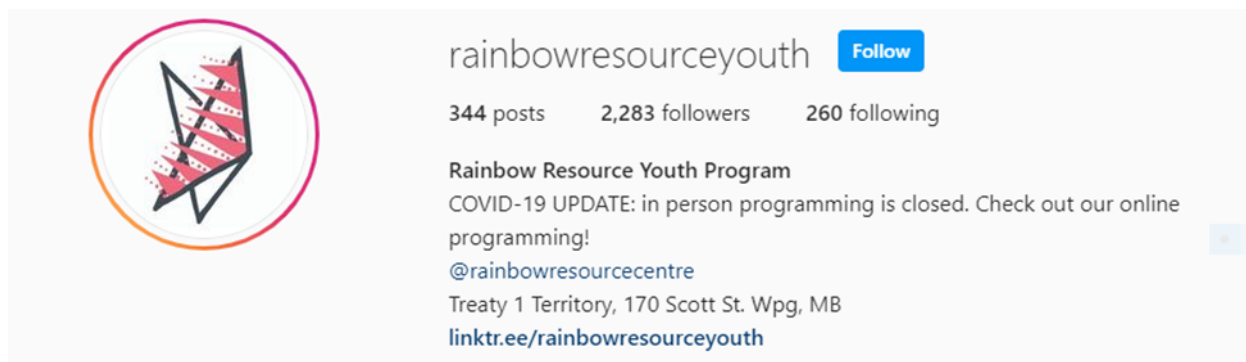 rainbowresourceyouth Follow
344 posts 2,283 followers 260 following
Rainbow Resource Youth Program
COVID-19 UPDATE: in person programming is closed. Check out our online
programming!
@rainbowresourcecentre
Treaty 1 Territory, 170 Scott St. Wpg, MB
linktr.ee/rainbowresourceyouth